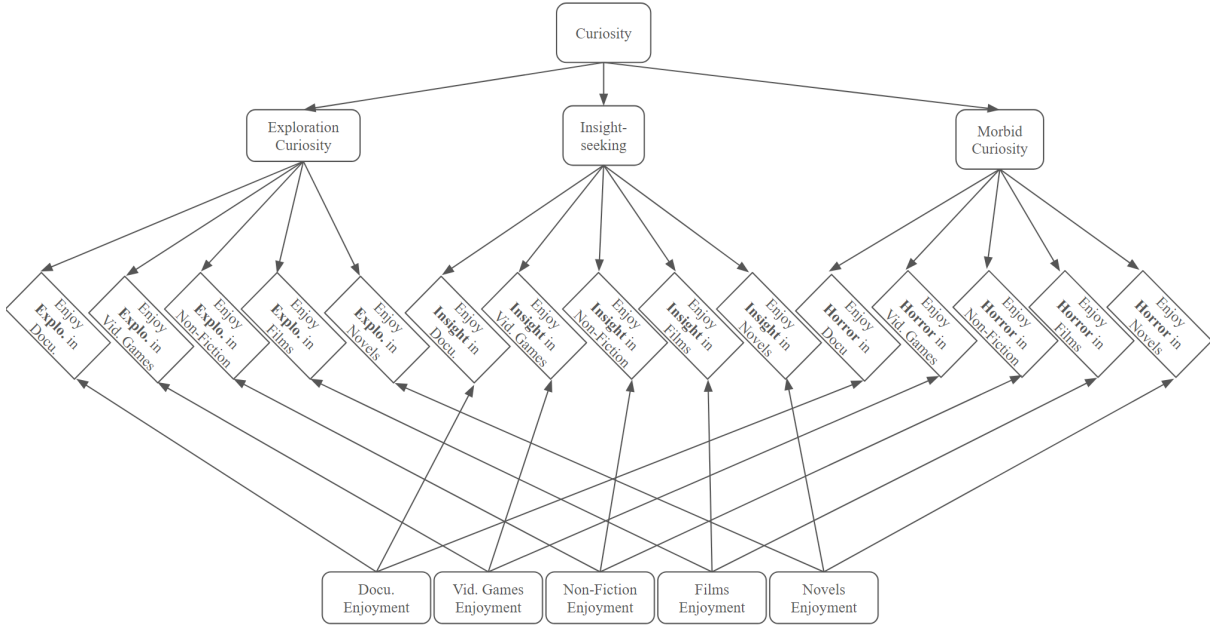 Curiosity
Exploration
Curiosity
Insight-
seeking
Morbid
Curiosity
Enjoy
Explo. in
Docu.
Enjoy
Explo. in
Vid. Games
Enjoy
Explo. in
Non-Fiction
Enjoy
Explo. in
Films
Enjoy
Explo. in
Novels
Enjoy
Insight in
Docu.
Enjoy
Insight in
Vid. Games
Enjoy
Insight in
Non-Fiction
Enjoy
Insight in
Films
Enjoy
Insight in
Novels
Enjoy
Horror in
Docu
Enjoy
Horror in
Vid. Games
Enjoy
Horror in
Non-Fiction
Enjoy
Horror in
Films
Enjoy
Horror in
Novels
Docu.
Enjoyment
Vid. Games
Enjoyment
Non-Fiction
Enjoyment
Films
Enjoyment
Novels
Enjoyment